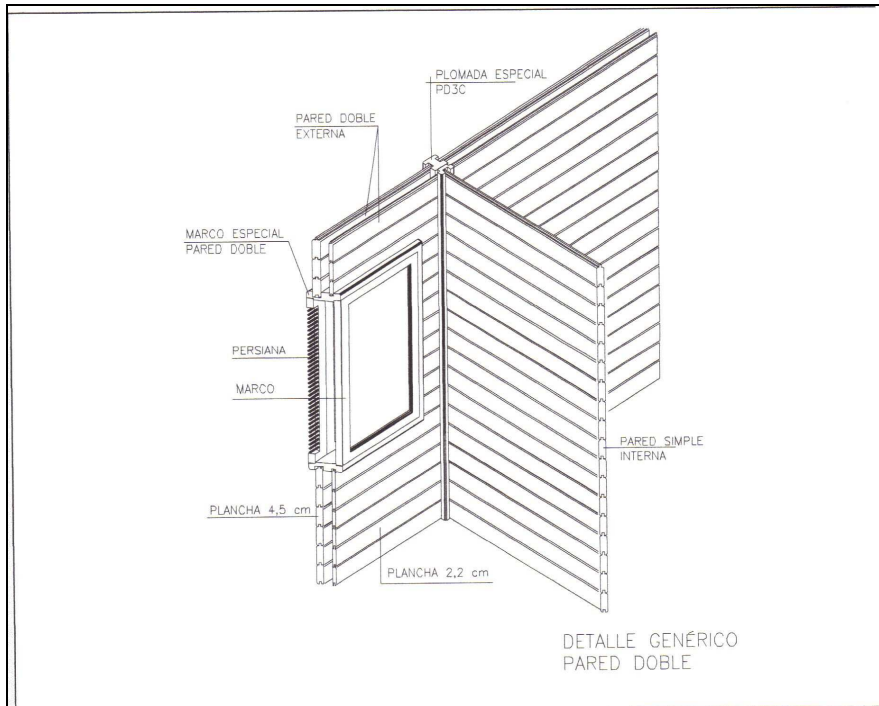 PLOMADA ESPECIAL
PD3C
PARED DOBLE
EXTERNA
MARCO ESPECIAL
PARED DOBLE
PERSIANA
MARCO
PARED SIMPLE
INTERNA
PLANCHA 4,5 cm
PLANCHA 2,2 cm
DETALLE GENÉRICO
PARED DOBLE